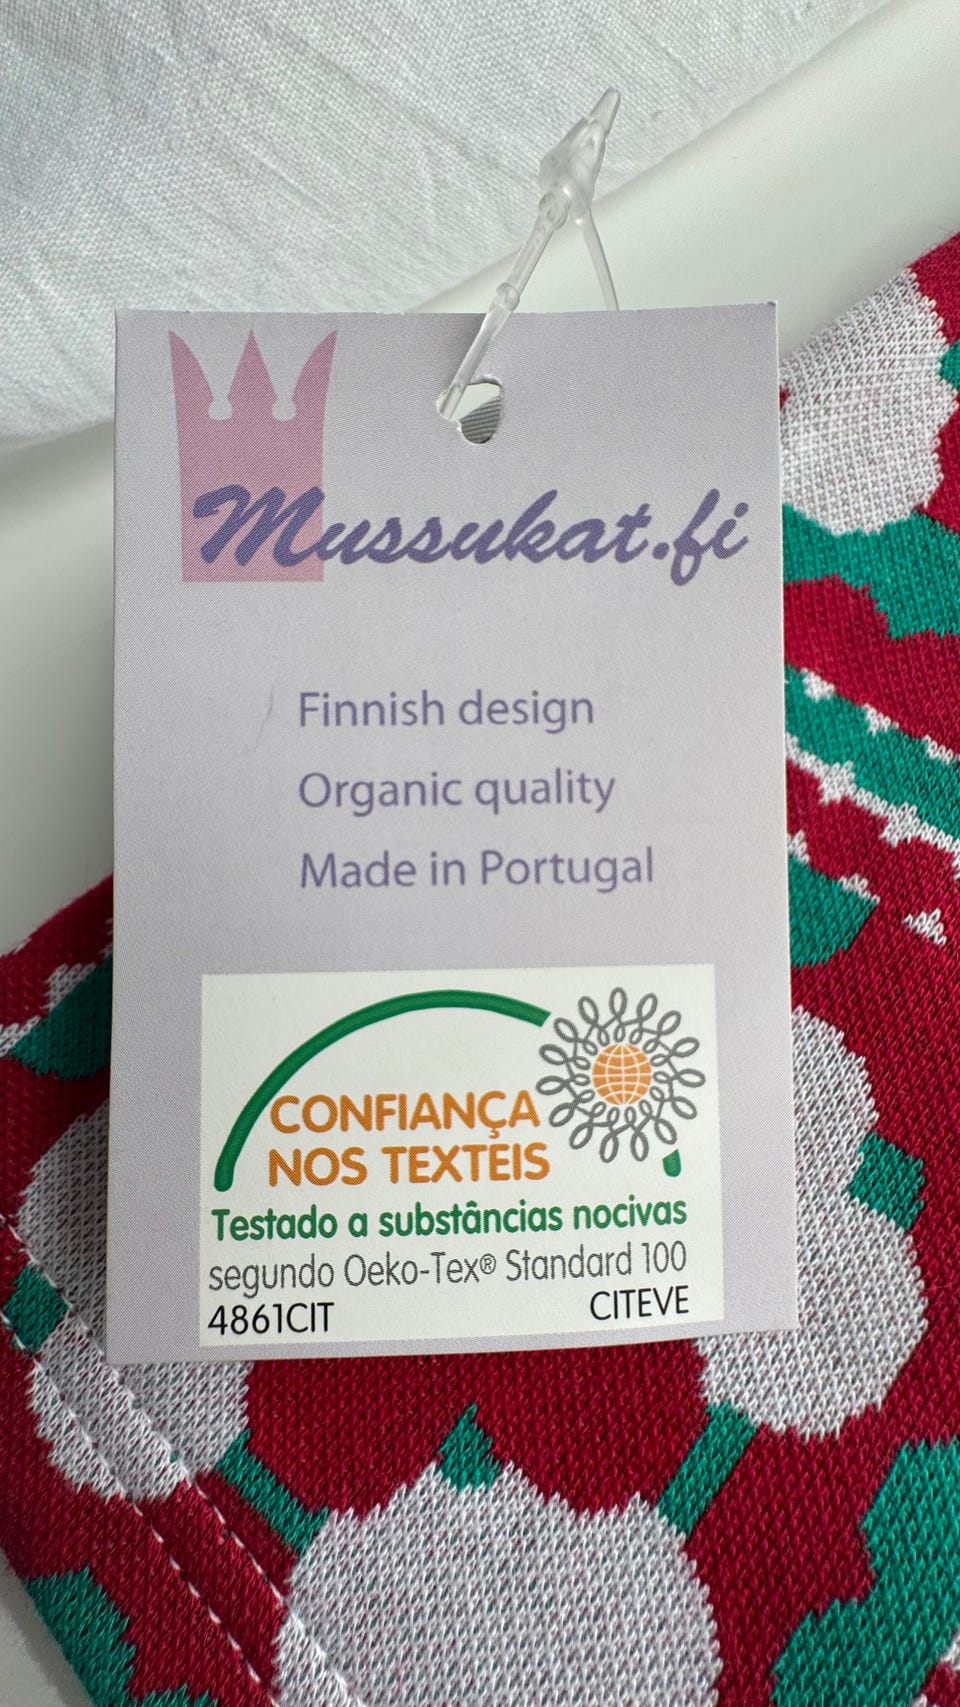 Mussukat.fi
Finnish design
Organic quality
Made in Portugal
CONFIANÇA
NOS TEXTEIS
Testado a substâncias nocivas
segundo Oeko-Tex® Standard 100
4861CIT CITEVE